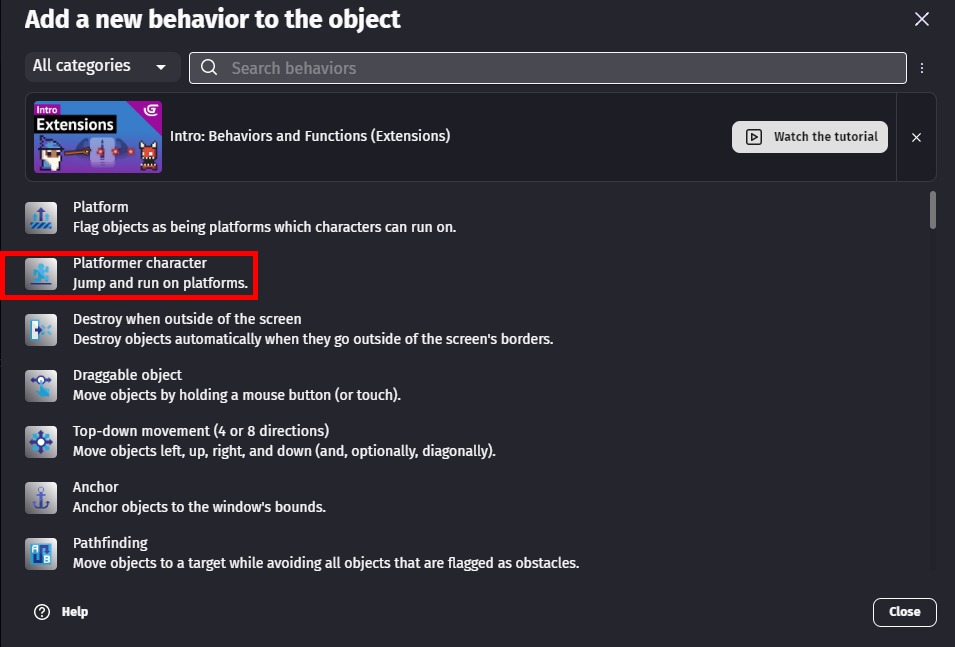 Add a new behavior to the object
All categories
Search behaviors
Intro
Extensions
Intro: Behaviors and Functions (Extensions)
Watch the tutorial
Platform
Flag objects as being platforms which characters can run on.
Platformer character
Jump and run on platforms.
Destroy when outside of the screen
Destroy objects automatically when they go outside of the screen's borders.
Draggable object
Move objects by holding a mouse button (or touch).
Top-down movement (4 or 8 directions)
Move objects left, up, right, and down (and, optionally, diagonally).
Anchor
Anchor objects to the window's bounds.
Pathfinding
Move objects to a target while avoiding all objects that are flagged as obstacles.
Help
Close